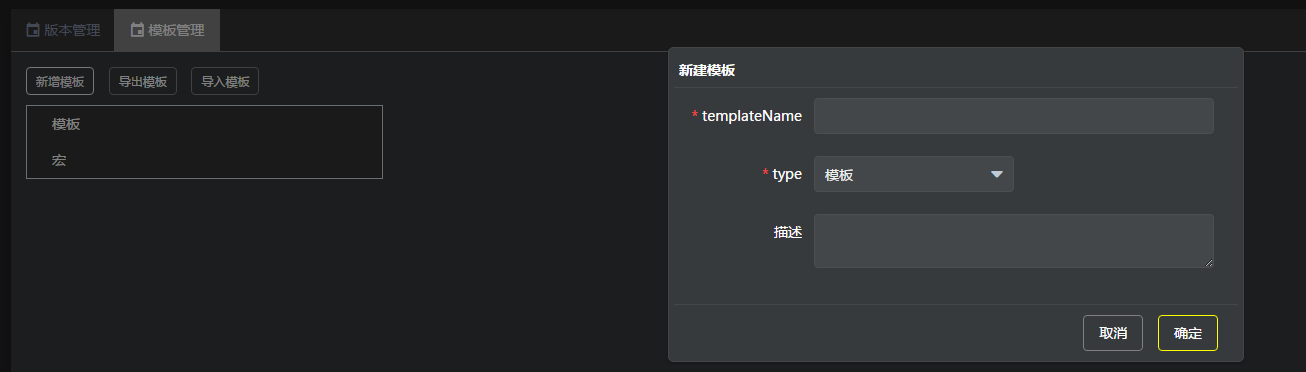 版本管理 模板管理
新增模板 导出模板 导入模板
模板
宏
新建模板
* templateName
* type 模板
描述
取消 确定